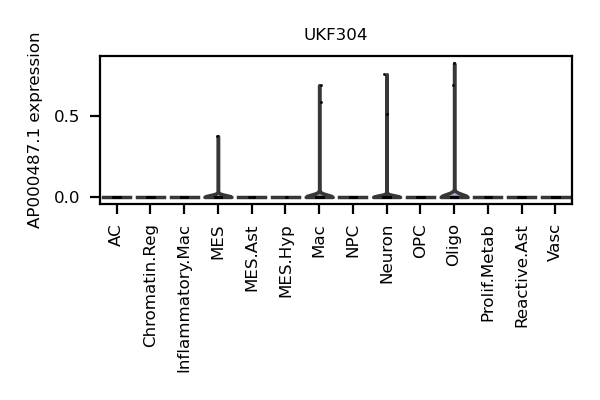 UKF304
AP000487.1 expression
0.5
0.0
AC
Chromatin.Reg
Inflammatory.Mac
MES
MES.Ast
MES.Hyp
Mac
NPC
Neuron
OPC
Oligo
Prolif.Metab
Reactive.Ast
Vasc